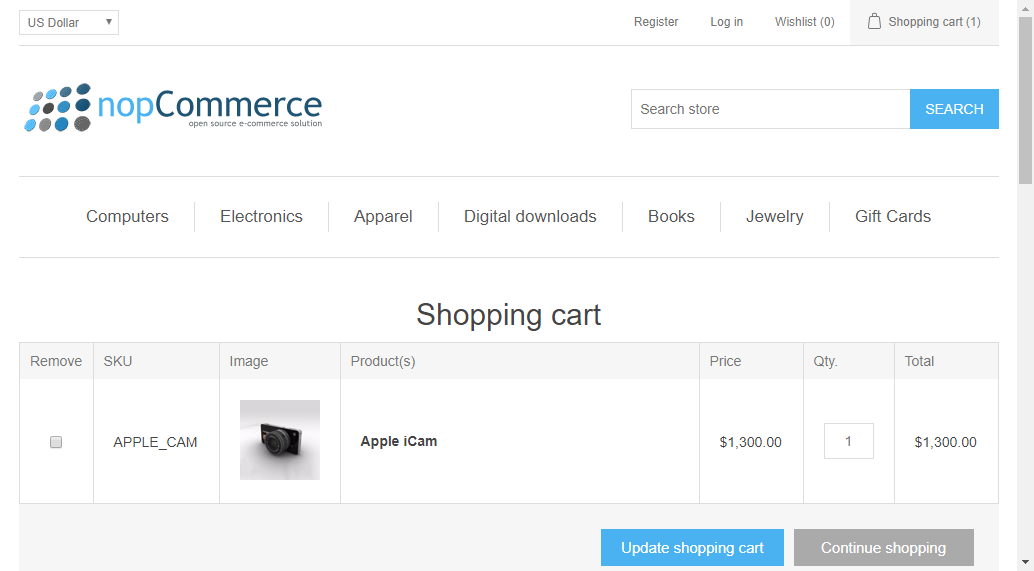 US Dollar Register Log in Wishlist (0) Shopping cart (1)
nopCommerce
open source e-commerce solution
Search store SEARCH
Computers Electronics Apparel Digital downloads Books Jewelry Gift Cards
Shopping cart
Remove SKU Image Product(s) Price Qty. Total
APPLE_CAM Apple iCam $1,300.00 1 $1,300.00
Update shopping cart Continue shopping